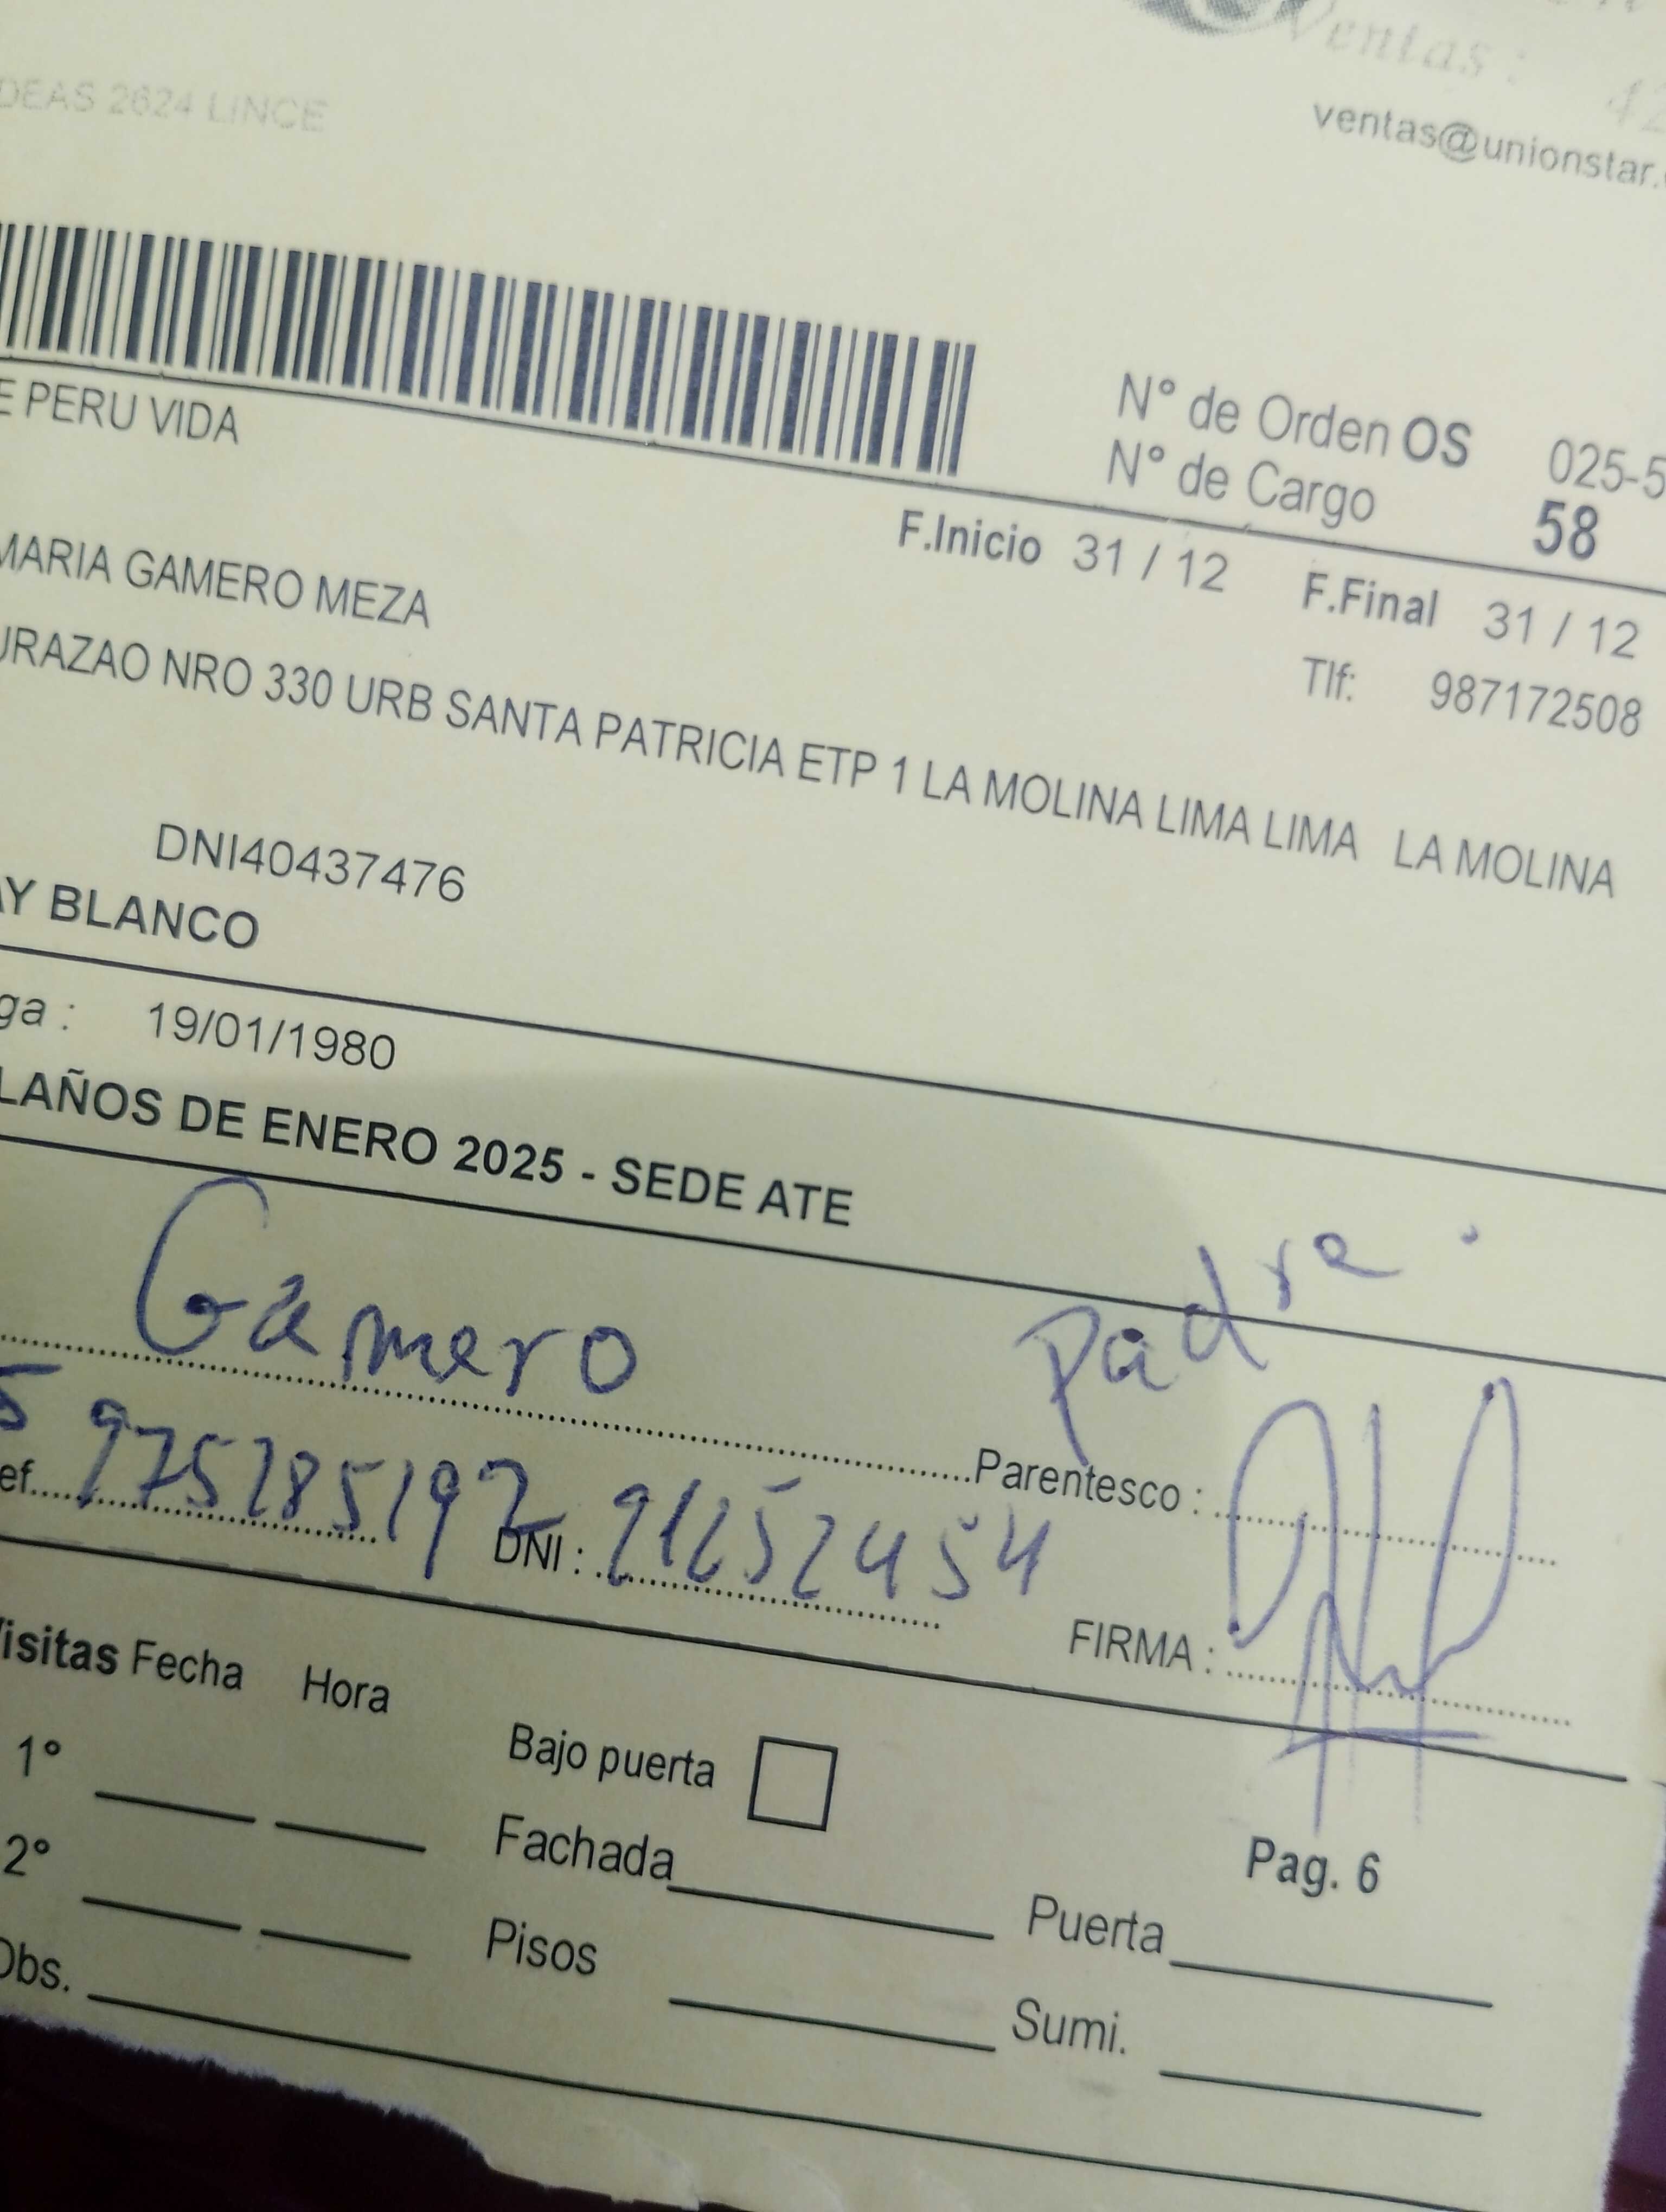 Ventas :
DEAS 2624 LINCE
ventas@unionstar.
E PERU VIDA
N° de Orden OS 025-5
N° de Cargo 58
F.Inicio 31 / 12 F.Final 31 / 12
MARIA GAMERO MEZA
Tlf: 987172508
URAZAO NRO 330 URB SANTA PATRICIA ETP 1 LA MOLINA LIMA LIMA LA MOLINA
DNI40437476
AY BLANCO
ga : 19/01/1980
LAÑOS DE ENERO 2025 - SEDE ATE
Gamero Parentesco : Padre
ef. 975285192 DNI :
FIRMA :
Visitas Fecha Hora
1° Bajo puerta
2° Fachada Pag. 6
Pisos Puerta
Obs. Sumi.